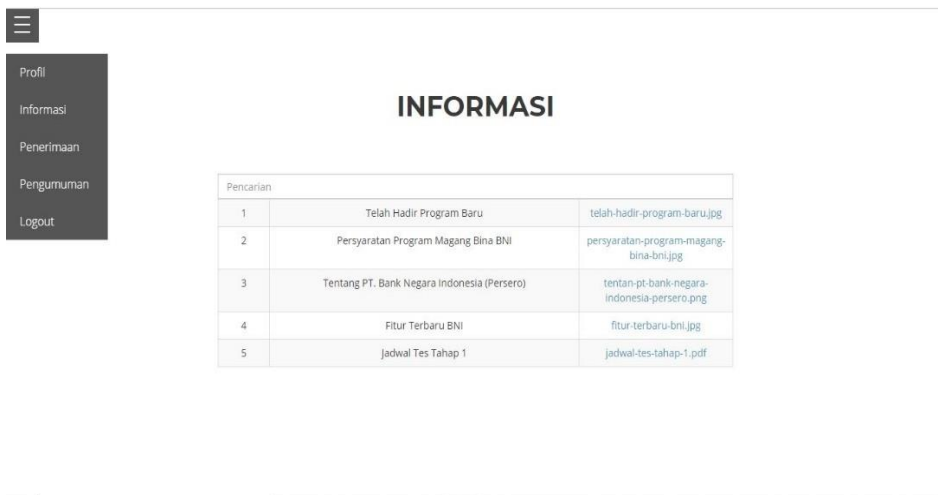 Profil
Informasi
Penerimaan
Pengumuman
Logout
INFORMASI
Pencarian
1 Telah Hadir Program Baru telah-hadir-program-baru.jpg
2 Persyaratan Program Magang Bina BNI persyaratan-program-magang-
bina-bni.jpg
3 Tentang PT. Bank Negara Indonesia (Persero) tentan-pt-bank-negara-
indonesia-persero.png
4 Fitur Terbaru BNI fitur-terbaru-bni.jpg
5 Jadwal Tes Tahap 1 jadwal-tes-tahap-1.pdf